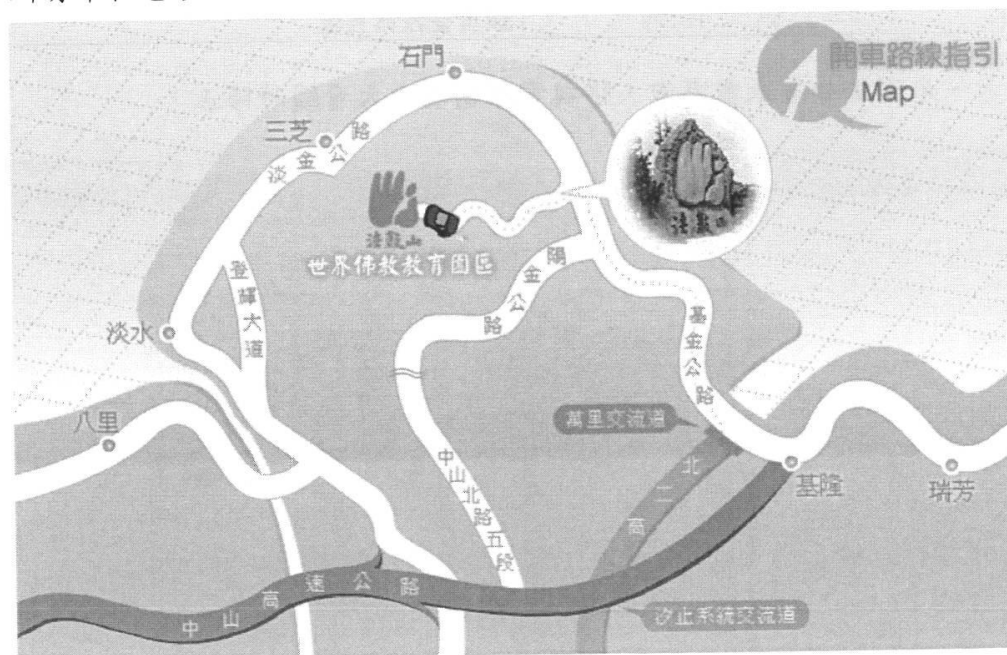 開車路線指引
Map
石門
三芝
淡金公路
法鼓山
法鼓山
世界佛教教育園區
陽金公路
登輝大道
淡水
基金公路
八里
萬里交流道
中山北路五段
北二高
基隆
瑞芳
中山高速公路
汐止系統交流道